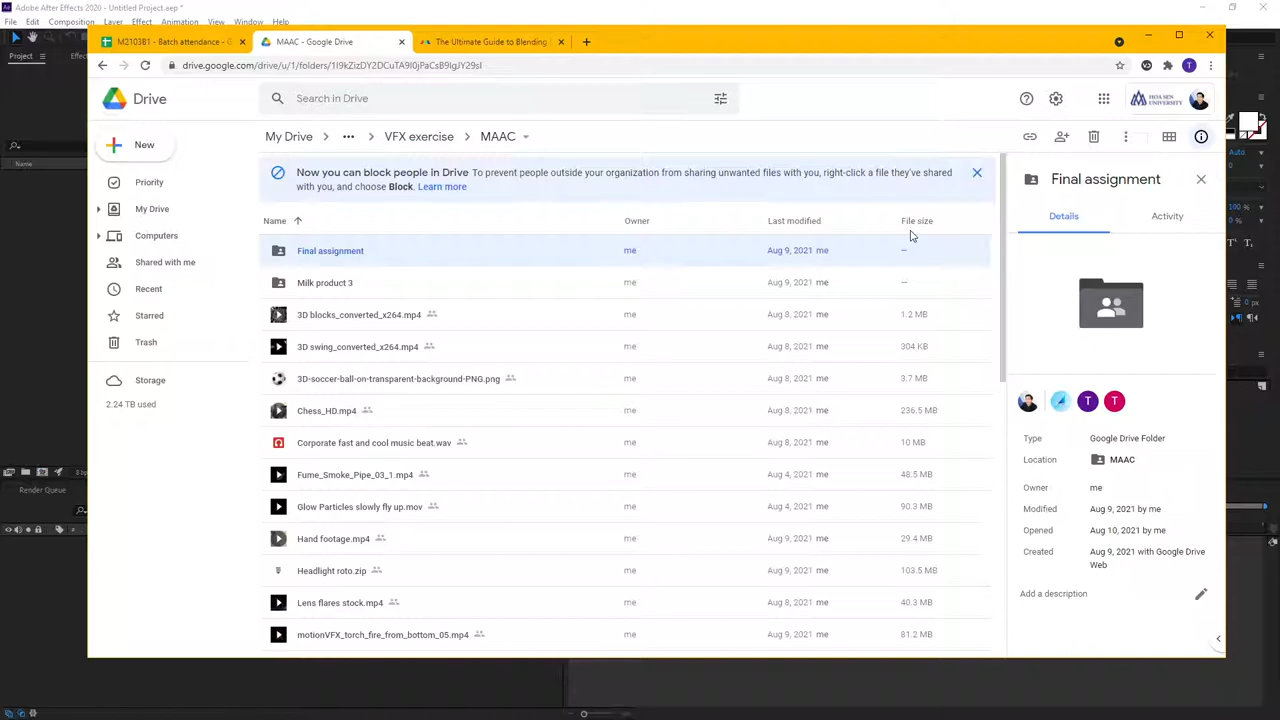 Adobe After Effects 2020 - Untitled Project.aep *
File Edit Composition Layer Effect Animation View Window Help
Project
M2103B1 - Batch attendance - G
MAAC - Google Drive
The Ultimate Guide to Blending
drive.google.com/drive/u/1/folders/1I9kZizDY2DCuTA9I0jPaCsB9IgJY29sI
T
Drive
Search in Drive
HOA SEN
UNIVERSITY
New
My Drive
VFX exercise
MAAC
Now you can block people in Drive To prevent people outside your organization from sharing unwanted files with you, right-click a file they've shared
with you, and choose Block. Learn more
Priority
My Drive
Computers
Shared with me
Recent
Starred
Trash
Storage
2.24 TB used
Name Owner Last modified File size
Final assignment me Aug 9, 2021 me –
Milk product 3 me Aug 9, 2021 me –
3D blocks_converted_x264.mp4 me Aug 8, 2021 me 1.2 MB
3D swing_converted_x264.mp4 me Aug 8, 2021 me 304 KB
3D-soccer-ball-on-transparent-background-PNG.png me Aug 8, 2021 me 3.7 MB
Chess_HD.mp4 me Aug 8, 2021 me 236.5 MB
Corporate fast and cool music beat.wav me Aug 8, 2021 me 10 MB
Fume_Smoke_Pipe_03_1.mp4 me Aug 4, 2021 me 48.5 MB
Glow Particles slowly fly up.mov me Aug 4, 2021 me 90.3 MB
Hand footage.mp4 me Aug 9, 2021 me 29.4 MB
Headlight roto.zip me Aug 9, 2021 me 103.5 MB
Lens flares stock.mp4 me Aug 8, 2021 me 40.3 MB
motionVFX_torch_fire_from_bottom_05.mp4 me Aug 9, 2021 me 81.2 MB
Final assignment
Details Activity
T T
Type Google Drive Folder
Location MAAC
Owner me
Modified Aug 9, 2021 by me
Opened Aug 10, 2021 by me
Created Aug 9, 2021 with Google Drive
Web
Add a description
Name
Render Queue
Auto
100 %
0 px